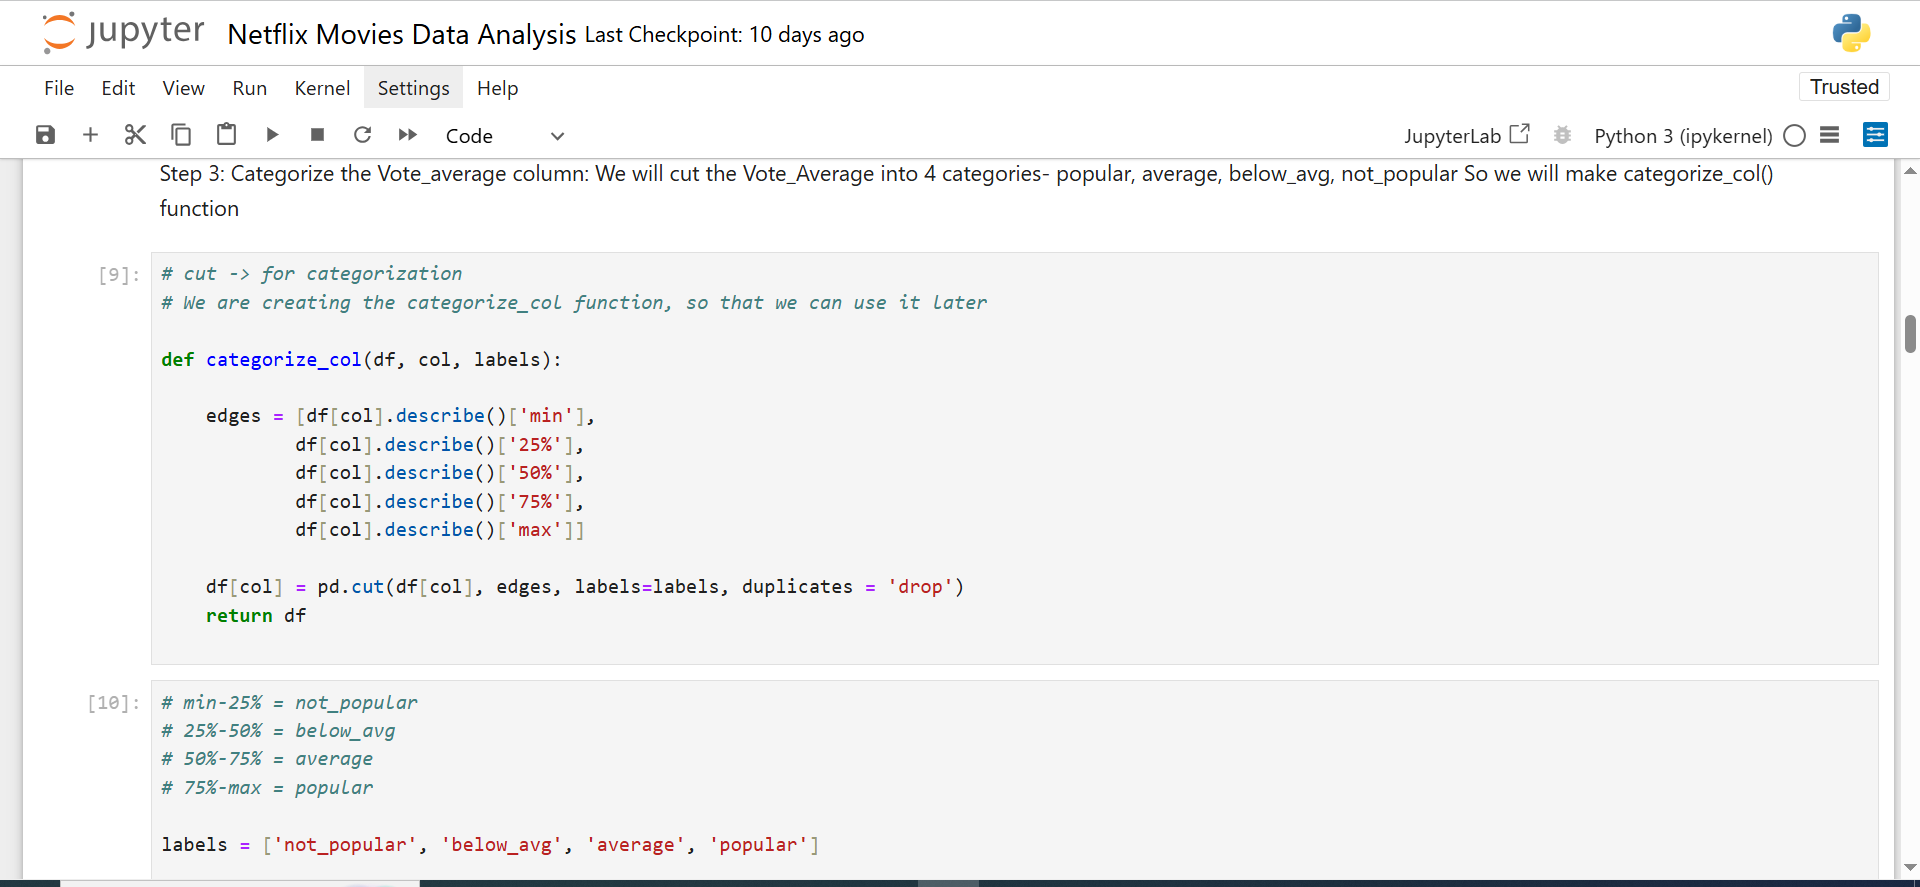 jupyter Netflix Movies Data Analysis Last Checkpoint: 10 days ago
File Edit View Run Kernel Settings Help
Trusted
Code
JupyterLab
Python 3 (ipykernel)
Step 3: Categorize the Vote_average column: We will cut the Vote_Average into 4 categories- popular, average, below_avg, not_popular So we will make categorize_col()
function
[9]:
# cut -> for categorization
# We are creating the categorize_col function, so that we can use it later
def categorize_col(df, col, labels):
    edges = [df[col].describe()['min'],
            df[col].describe()['25%'],
            df[col].describe()['50%'],
            df[col].describe()['75%'],
            df[col].describe()['max']]
    df[col] = pd.cut(df[col], edges, labels=labels, duplicates = 'drop')
    return df
[10]:
# min-25% = not_popular
# 25%-50% = below_avg
# 50%-75% = average
# 75%-max = popular
labels = ['not_popular', 'below_avg', 'average', 'popular']